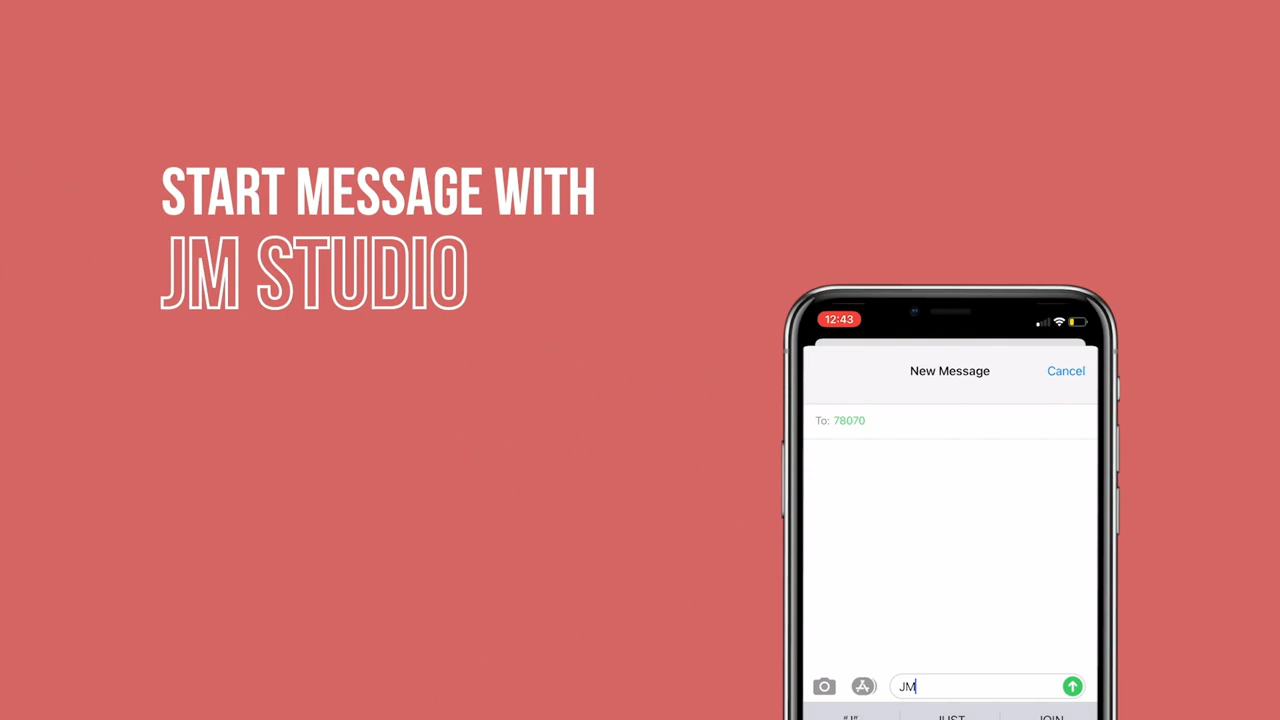 START MESSAGE WITH
JM STUDIO
12:43
New Message
Cancel
To: 78070
JM
"J"
JUST
JOIN